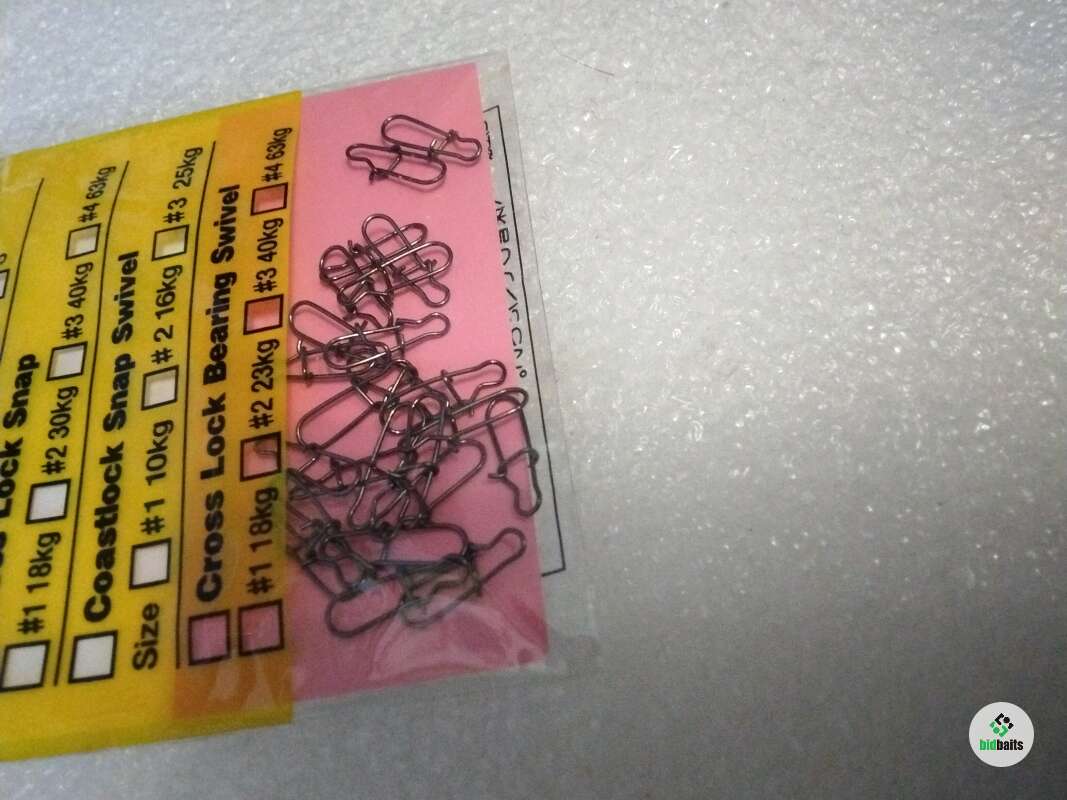 Lock Snap
#1 18kg #2 30kg #3 40kg #4 63kg
Coastlock Snap Swivel
Size #1 10kg #2 16kg #3 25kg
Cross Lock Bearing Swivel
#1 18kg #2 23kg #3 40kg #4 63kg
bidbaits